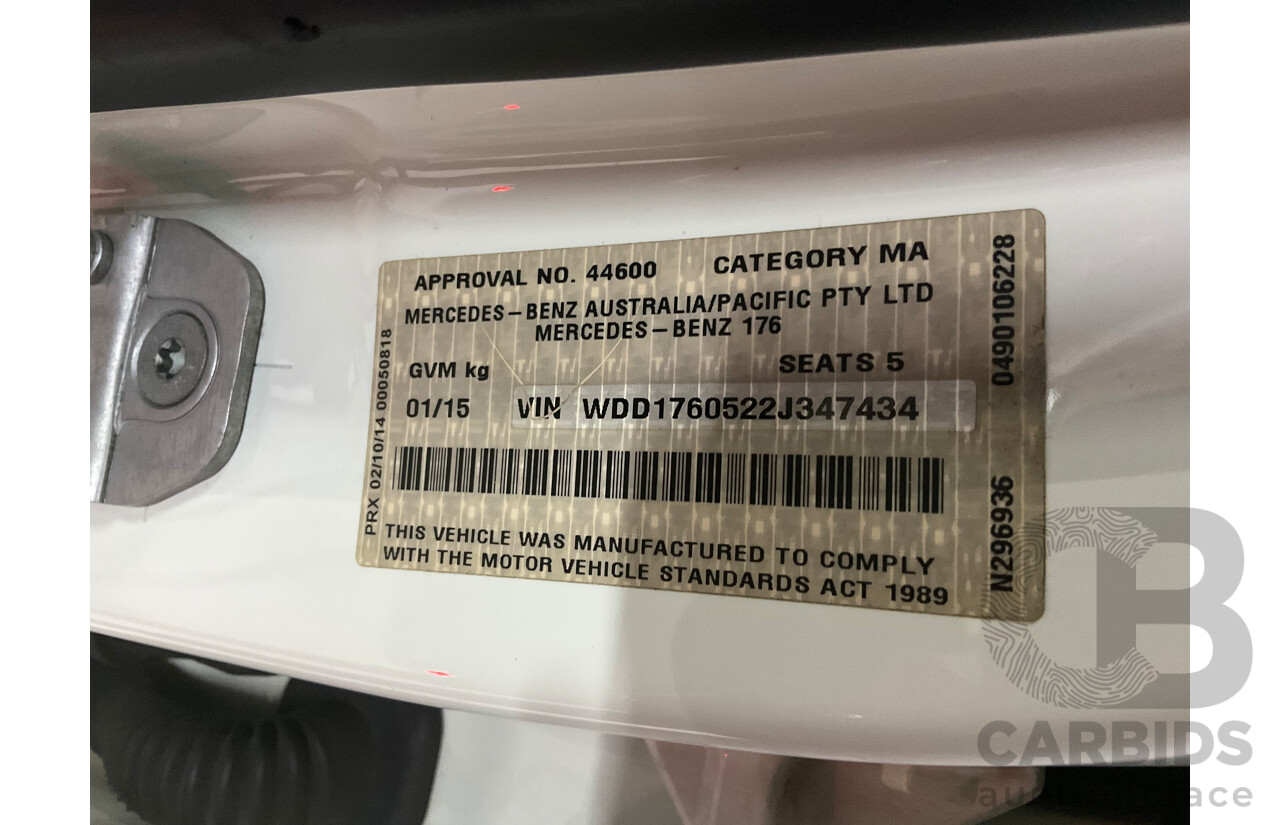 APPROVAL NO. 44600 CATEGORY MA
MERCEDES-BENZ AUSTRALIA/PACIFIC PTY LTD
MERCEDES-BENZ 176
GVM kg SEATS 5
01/15 VIN WDD1760522J347434
THIS VEHICLE WAS MANUFACTURED TO COMPLY
WITH THE MOTOR VEHICLE STANDARDS ACT 1989
PRX 02/10/14 00050818
0490106228
N296936
CARBIDS